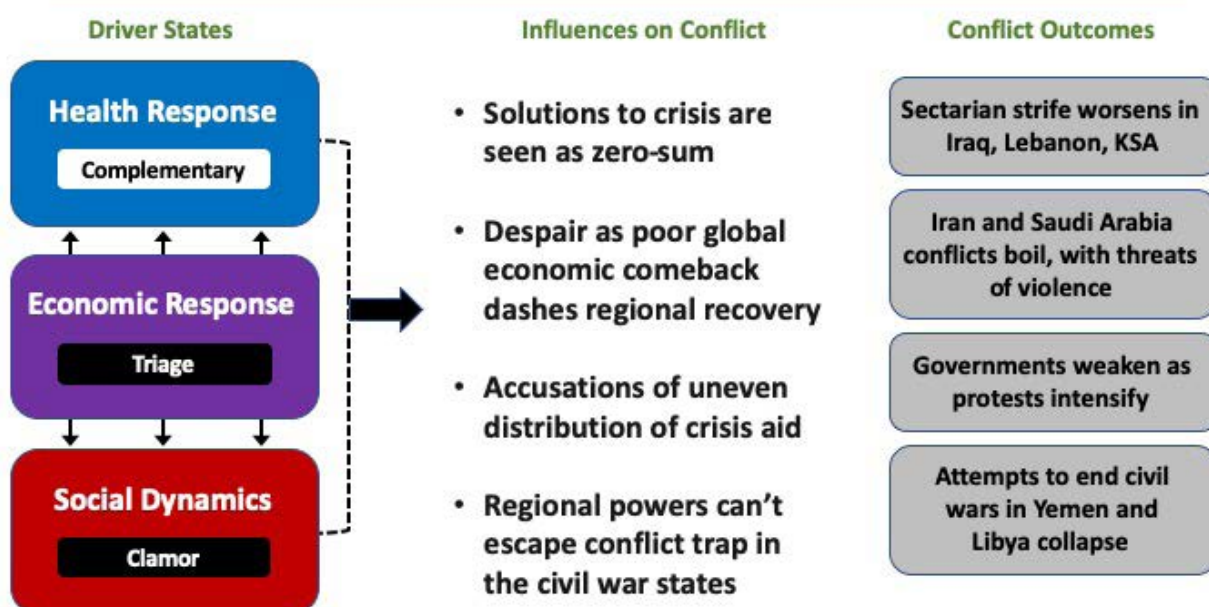 Driver States
Health Response
Complementary
Economic Response
Triage
Social Dynamics
Clamor
Influences on Conflict
• Solutions to crisis are
seen as zero-sum
• Despair as poor global
economic comeback
dashes regional recovery
• Accusations of uneven
distribution of crisis aid
• Regional powers can’t
escape conflict trap in
the civil war states
Conflict Outcomes
Sectarian strife worsens in
Iraq, Lebanon, KSA
Iran and Saudi Arabia
conflicts boil, with threats
of violence
Governments weaken as
protests intensify
Attempts to end civil
wars in Yemen and
Libya collapse